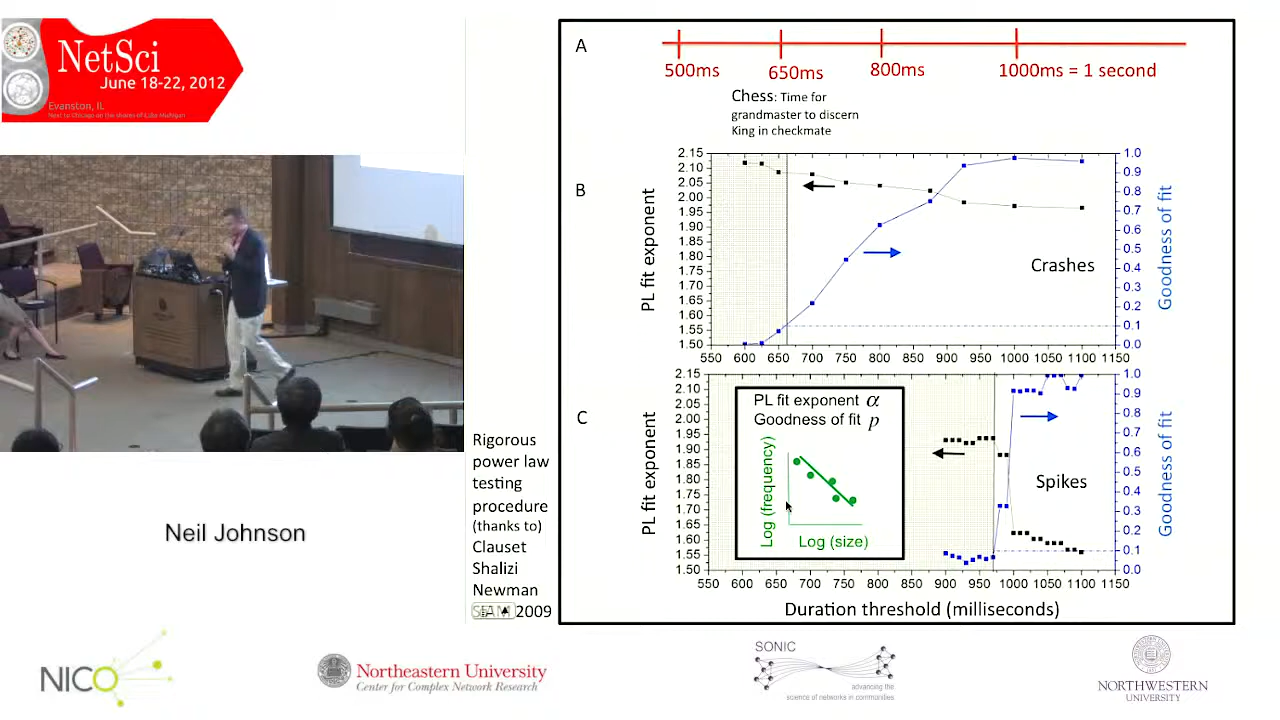 NetSci
June 18-22, 2012
Evanston, IL
Next to Chicago on the shores of Lake Michigan
Neil Johnson
Rigorous
power law
testing
procedure
(thanks to)
Clauset
Shalizi
Newman
SIAM 2009
A
500ms
650ms
800ms
1000ms = 1 second
Chess: Time for
grandmaster to discern
King in checkmate
B
PL fit exponent
2.15
2.10
2.05
2.00
1.95
1.90
1.85
1.80
1.75
1.70
1.65
1.60
1.55
1.50
Crashes
1.0
0.9
0.8
0.7
0.6
0.5
0.4
0.3
0.2
0.1
0.0
Goodness of fit
550 600 650 700 750 800 850 900 950 1000 1050 1100 1150
C
PL fit exponent
2.15
2.10
2.05
2.00
1.95
1.90
1.85
1.80
1.75
1.70
1.65
1.60
1.55
1.50
PL fit exponent α
Goodness of fit p
Log (frequency)
Log (size)
Spikes
1.0
0.9
0.8
0.7
0.6
0.5
0.4
0.3
0.2
0.1
0.0
Goodness of fit
550 600 650 700 750 800 850 900 950 1000 1050 1100 1150
Duration threshold (milliseconds)
NICO
Northeastern University
Center for Complex Network Research
SONIC
advancing the
science of networks in communities
NORTHWESTERN
UNIVERSITY